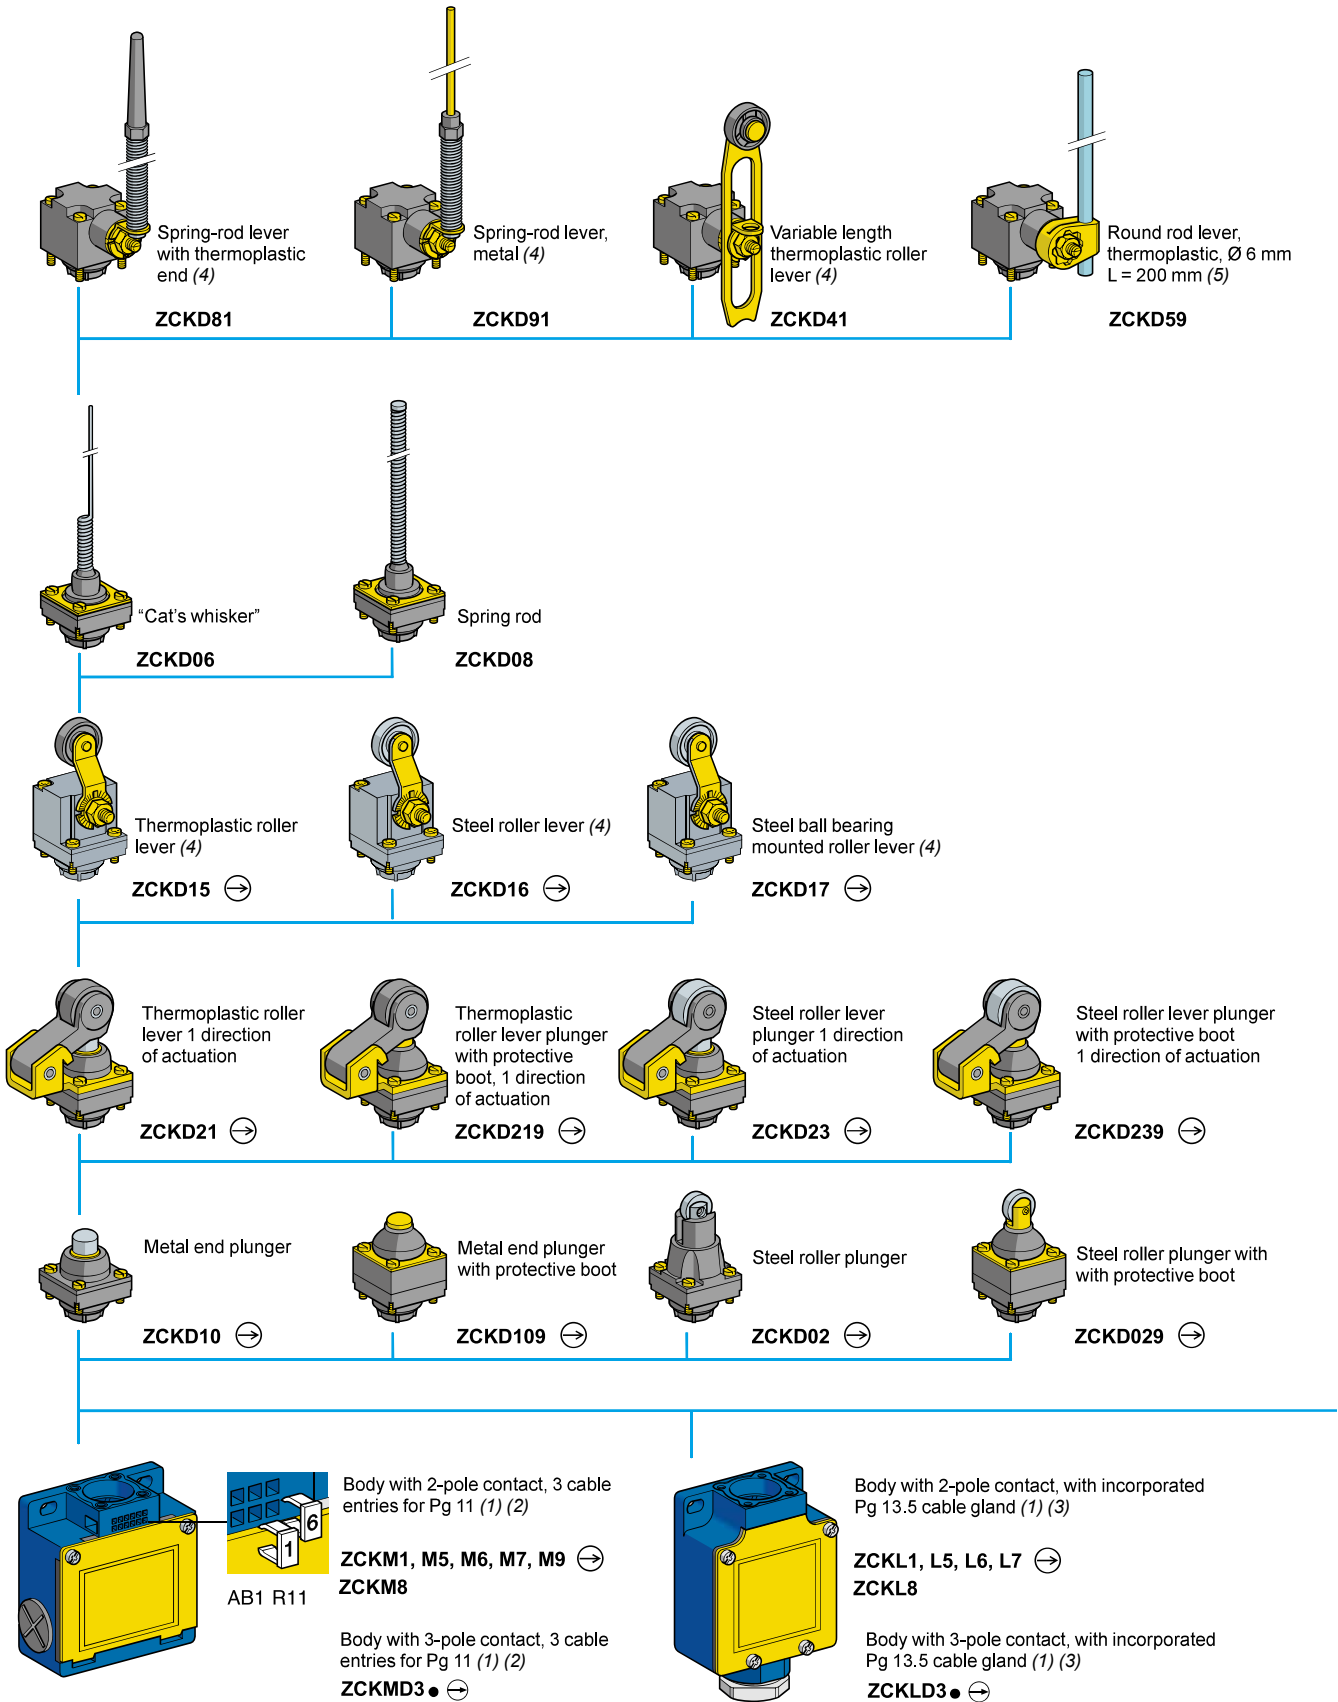 Spring-rod lever
with thermoplastic
end (4)
ZCKD81
Spring-rod lever,
metal (4)
ZCKD91
Variable length
thermoplastic roller
lever (4)
ZCKD41
Round rod lever,
thermoplastic, Ø 6 mm
L = 200 mm (5)
ZCKD59
“Cat's whisker”
ZCKD06
Spring rod
ZCKD08
Thermoplastic roller
lever (4)
ZCKD15
Steel roller lever (4)
ZCKD16
Steel ball bearing
mounted roller lever (4)
ZCKD17
Thermoplastic roller
lever 1 direction
of actuation
ZCKD21
Thermoplastic
roller lever plunger
with protective
boot, 1 direction
of actuation
ZCKD219
Steel roller lever
plunger 1 direction
of actuation
ZCKD23
Steel roller lever plunger
with protective boot
1 direction of actuation
ZCKD239
Metal end plunger
ZCKD10
Metal end plunger
with protective boot
ZCKD109
Steel roller plunger
ZCKD02
Steel roller plunger with
with protective boot
ZCKD029
6
1
AB1 R11
Body with 2-pole contact, 3 cable
entries for Pg 11 (1) (2)
ZCKM1, M5, M6, M7, M9
ZCKM8
Body with 3-pole contact, 3 cable
entries for Pg 11 (1) (2)
ZCKMD3●
Body with 2-pole contact, with incorporated
Pg 13.5 cable gland (1) (3)
ZCKL1, L5, L6, L7
ZCKL8
Body with 3-pole contact, with incorporated
Pg 13.5 cable gland (1) (3)
ZCKLD3●